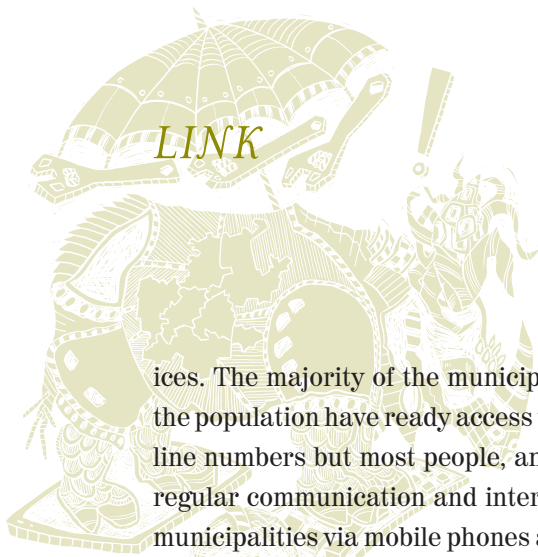 LINK
ices. The majority of the municip
the population have ready access
line numbers but most people, an
regular communication and inter
municipalities via mobile phones